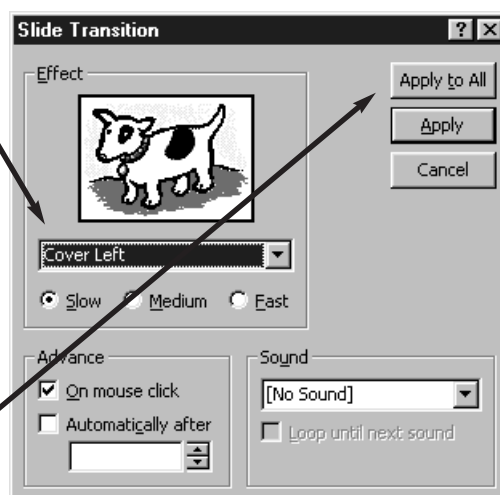 Slide Transition
Effect
Apply to All
Apply
Cancel
Cover Left
Slow Medium Fast
Advance
On mouse click
Automatically after
Sound
[No Sound]
Loop until next sound